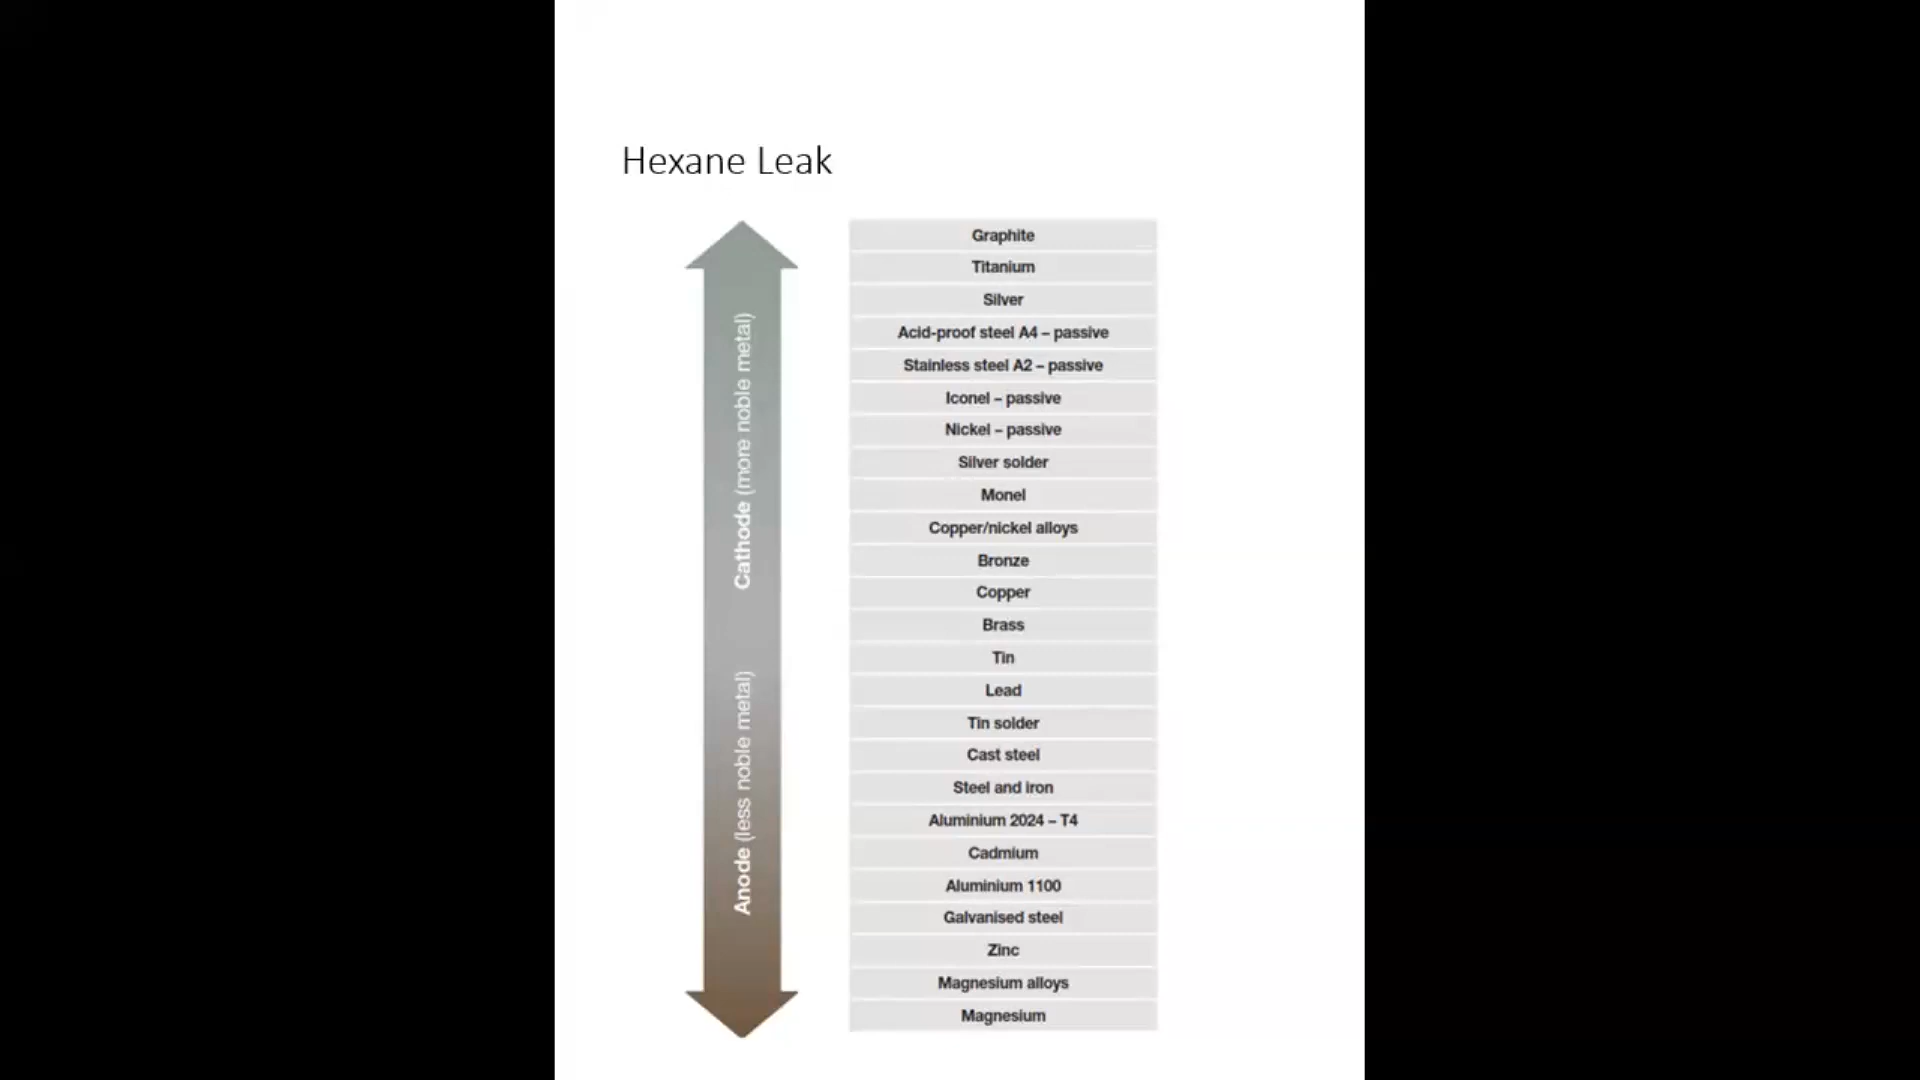 Hexane Leak
Cathode (more noble metal)
Anode (less noble metal)
Graphite
Titanium
Silver
Acid-proof steel A4 – passive
Stainless steel A2 – passive
Iconel – passive
Nickel – passive
Silver solder
Monel
Copper/nickel alloys
Bronze
Copper
Brass
Tin
Lead
Tin solder
Cast steel
Steel and iron
Aluminium 2024 – T4
Cadmium
Aluminium 1100
Galvanised steel
Zinc
Magnesium alloys
Magnesium